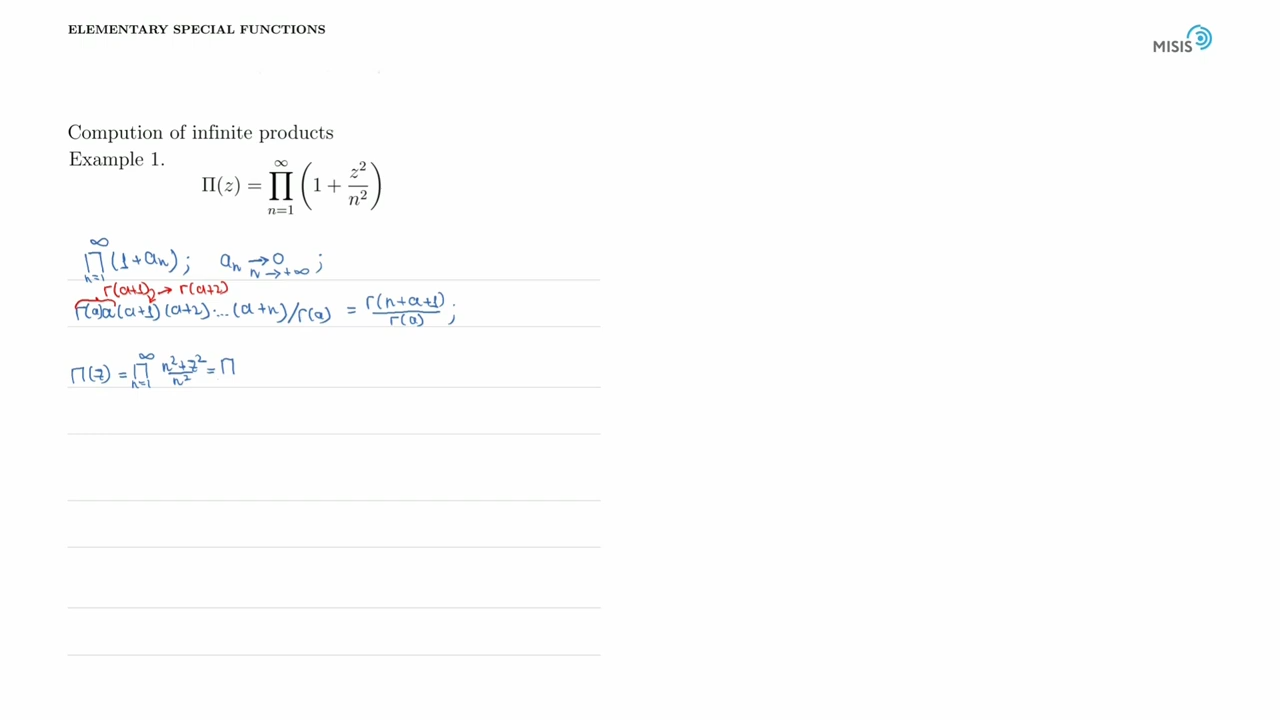 ELEMENTARY SPECIAL FUNCTIONS
MISIS
Compution of infinite products
Example 1.
Π(z) = ∏_{n=1}^{∞} (1 + z²/n²)
∏_{n=1}^{∞} (1+a_n); a_n → 0 n→+∞ ;
Γ(a+1) → Γ(a+2)
Γ(a)a(a+1)(a+2)·...(a+n)/Γ(a) = Γ(n+a+1)/Γ(a) ;
Π(z) = ∏_{n=1}^{∞} (n²+z²)/n² = Π